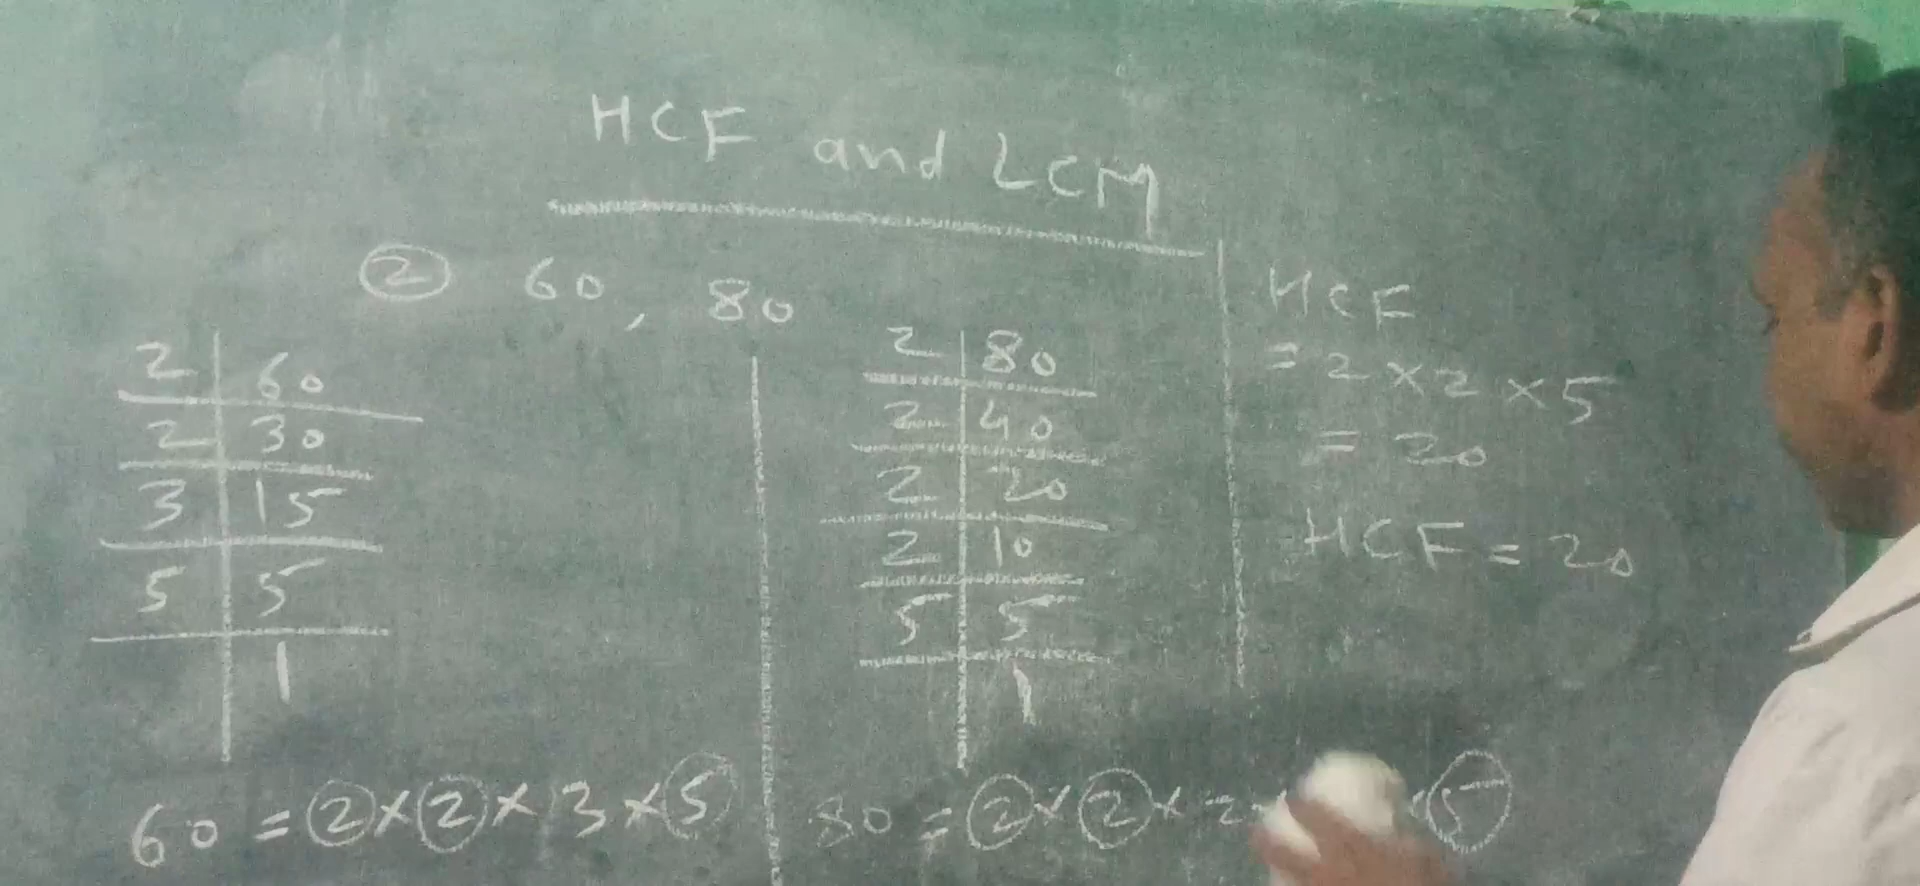 HCF and LCM
② 60, 80
2 | 60
2 | 30
3 | 15
5 | 5
1
2 | 80
2 | 40
2 | 20
2 | 10
5 | 5
1
HCF
= 2 × 2 × 5
= 20
HCF = 20
60 = ② × ② × 3 × ⑤
80 = ② × ② × 2 × ⑤